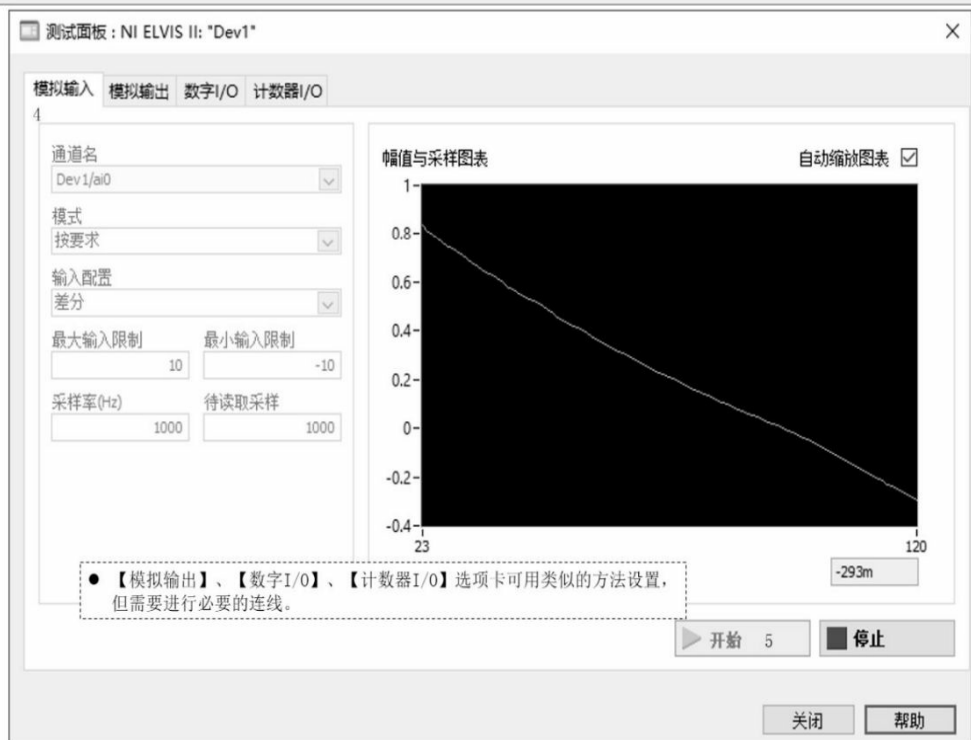 测试面板 : NI ELVIS II: "Dev1"
模拟输入 模拟输出 数字I/O 计数器I/O
4
通道名
Dev1/ai0
模式
按要求
输入配置
差分
最大输入限制 最小输入限制
10 -10
采样率(Hz) 待读取采样
1000 1000
幅值与采样图表 自动缩放图表
1
0.8
0.6
0.4
0.2
0
-0.2
-0.4
23 120
-293m
● 【模拟输出】、【数字I/O】、【计数器I/O】选项卡可用类似的方法设置，
但需要进行必要的连线。
开始 5 停止
关闭 帮助